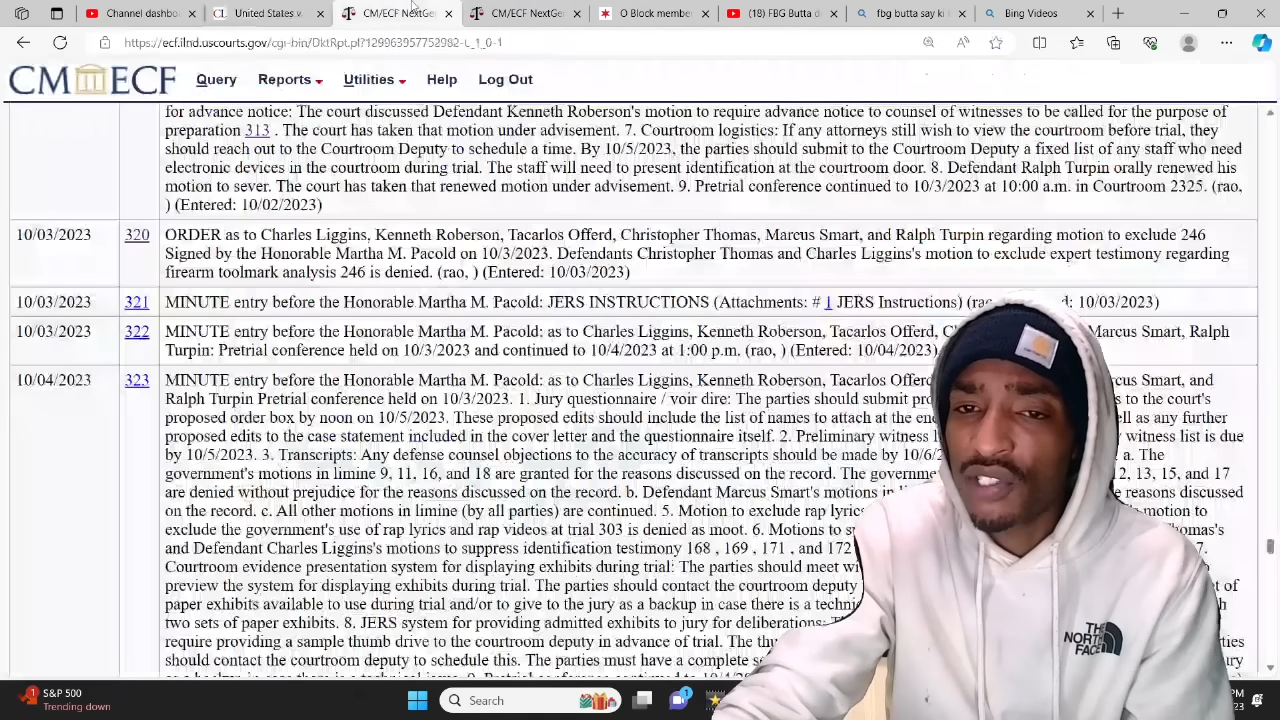 Channel dashbo
United States v
CM/ECF NextGe
CM/ECF NextGe
O Block membe
(18) FBG Butta d
fbg butta say ki
Bing Videos
https://ecf.ilnd.uscourts.gov/cgi-bin/DktRpt.pl?129963957752982-L_1_0-1
CM ECF Query Reports Utilities Help Log Out
for advance notice: The court discussed Defendant Kenneth Roberson's motion to require advance notice to counsel of witnesses to be called for the purpose of
preparation 313 . The court has taken that motion under advisement. 7. Courtroom logistics: If any attorneys still wish to view the courtroom before trial, they
should reach out to the Courtroom Deputy to schedule a time. By 10/5/2023, the parties should submit to the Courtroom Deputy a fixed list of any staff who need
electronic devices in the courtroom during trial. The staff will need to present identification at the courtroom door. 8. Defendant Ralph Turpin orally renewed his
motion to sever. The court has taken that renewed motion under advisement. 9. Pretrial conference continued to 10/3/2023 at 10:00 a.m. in Courtroom 2325. (rao,
) (Entered: 10/02/2023)
10/03/2023 320 ORDER as to Charles Liggins, Kenneth Roberson, Tacarlos Offerd, Christopher Thomas, Marcus Smart, and Ralph Turpin regarding motion to exclude 246
Signed by the Honorable Martha M. Pacold on 10/3/2023. Defendants Christopher Thomas and Charles Liggins's motion to exclude expert testimony regarding
firearm toolmark analysis 246 is denied. (rao, ) (Entered: 10/03/2023)
10/03/2023 321 MINUTE entry before the Honorable Martha M. Pacold: JERS INSTRUCTIONS (Attachments: # 1 JERS Instructions) (rao d: 10/03/2023)
10/03/2023 322 MINUTE entry before the Honorable Martha M. Pacold: as to Charles Liggins, Kenneth Roberson, Tacarlos Offerd, C Marcus Smart, Ralph
Turpin: Pretrial conference held on 10/3/2023 and continued to 10/4/2023 at 1:00 p.m. (rao, ) (Entered: 10/04/2023)
10/04/2023 323 MINUTE entry before the Honorable Martha M. Pacold: as to Charles Liggins, Kenneth Roberson, Tacarlos Offerd rcus Smart, and
Ralph Turpin Pretrial conference held on 10/3/2023. 1. Jury questionnaire / voir dire: The parties should submit pro to the court's
proposed order box by noon on 10/5/2023. These proposed edits should include the list of names to attach at the en ell as any further
proposed edits to the case statement included in the cover letter and the questionnaire itself. 2. Preliminary witness l witness list is due
by 10/5/2023. 3. Transcripts: Any defense counsel objections to the accuracy of transcripts should be made by 10/6/2 a. The
government's motions in limine 9, 11, 16, and 18 are granted for the reasons discussed on the record. The governme 12, 13, 15, and 17
are denied without prejudice for the reasons discussed on the record. b. Defendant Marcus Smart's motions in li e reasons discussed
on the record. c. All other motions in limine (by all parties) are continued. 5. Motion to exclude rap lyrics motion to
exclude the government's use of rap lyrics and rap videos at trial 303 is denied as moot. 6. Motions to s homas's
and Defendant Charles Liggins's motions to suppress identification testimony 168 , 169 , 171 , and 172 7.
Courtroom evidence presentation system for displaying exhibits during trial: The parties should meet w
preview the system for displaying exhibits during trial. The parties should contact the courtroom deputy et of
paper exhibits available to use during trial and/or to give to the jury as a backup in case there is a techni
two sets of paper exhibits. 8. JERS system for providing admitted exhibits to jury for deliberations: T
require providing a sample thumb drive to the courtroom deputy in advance of trial. The thu parties
should contact the courtroom deputy to schedule this. The parties must have a complete s jury
THE
NORTH
FACE
1 S&P 500
Trending down
Search
1
PM
23